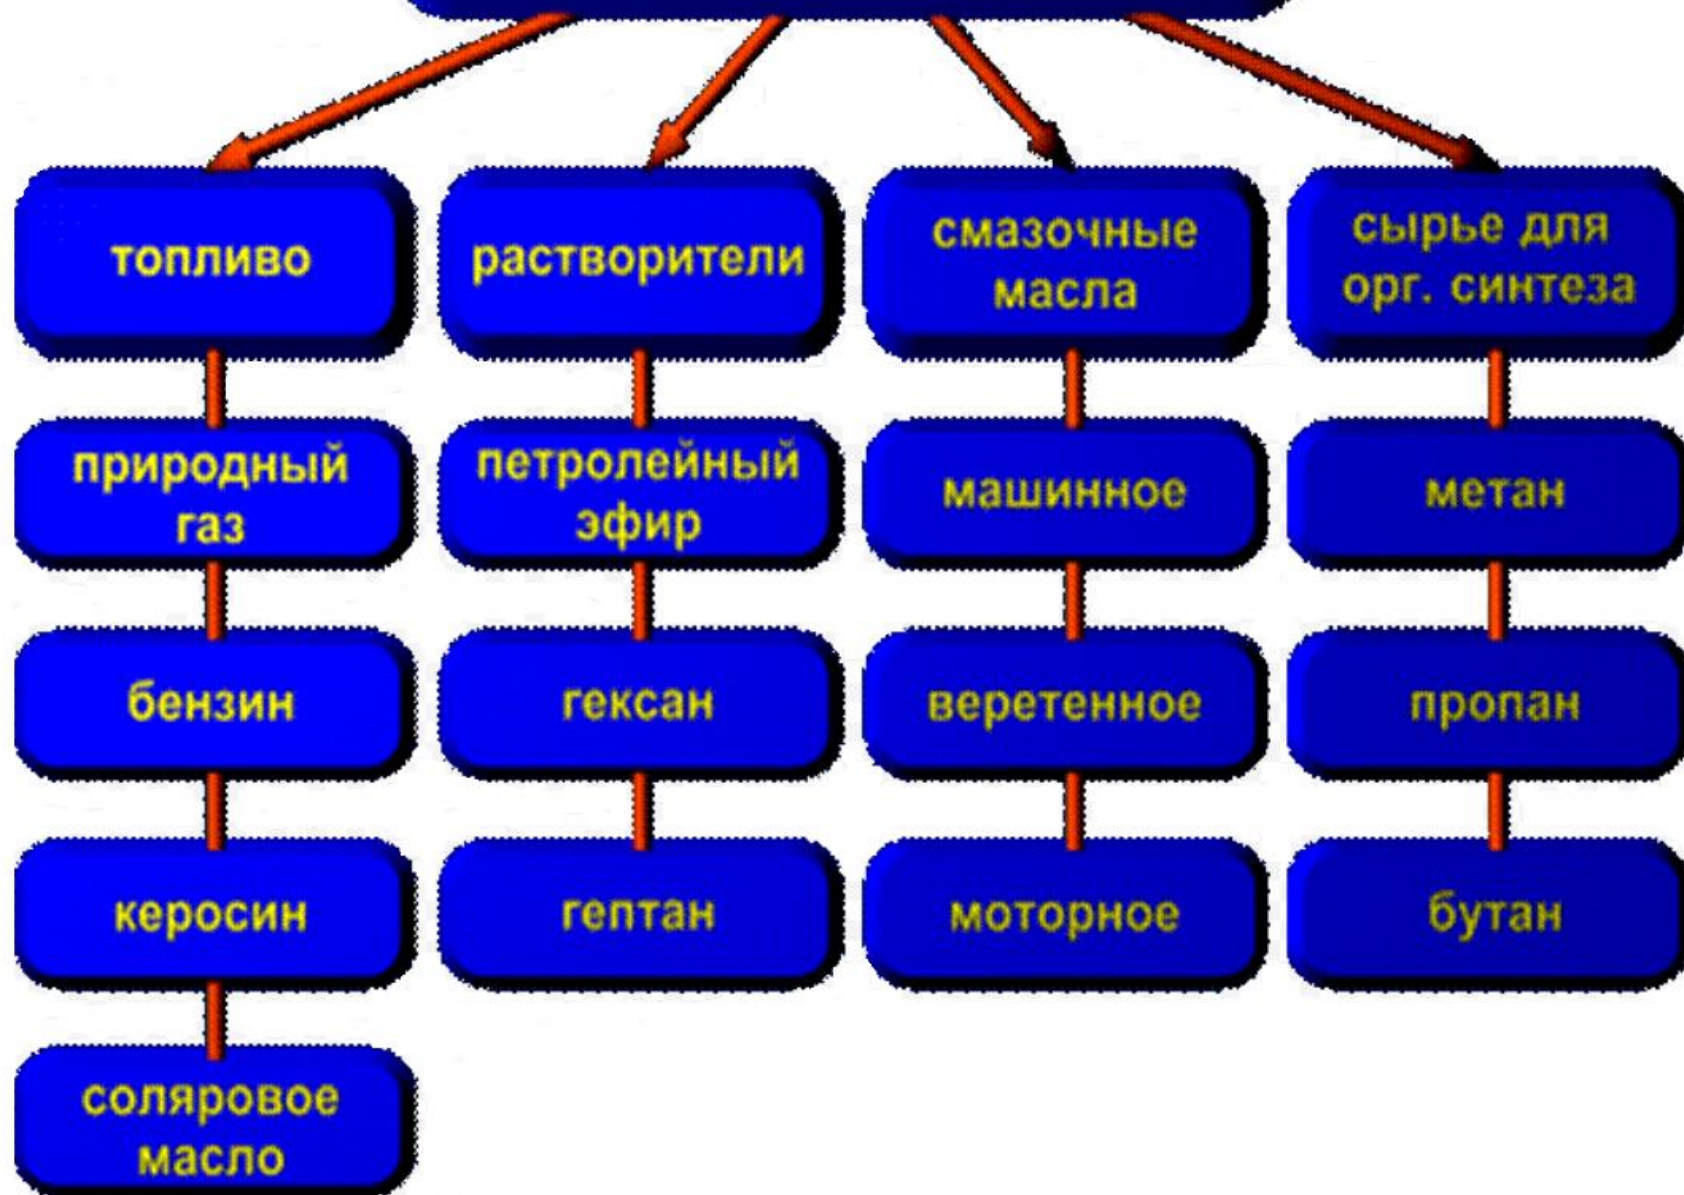 топливо
растворители
смазочные
масла
сырье для
орг. синтеза
природный
газ
петролейный
эфир
машинное
метан
бензин
гексан
веретенное
пропан
керосин
гептан
моторное
бутан
соляровое
масло